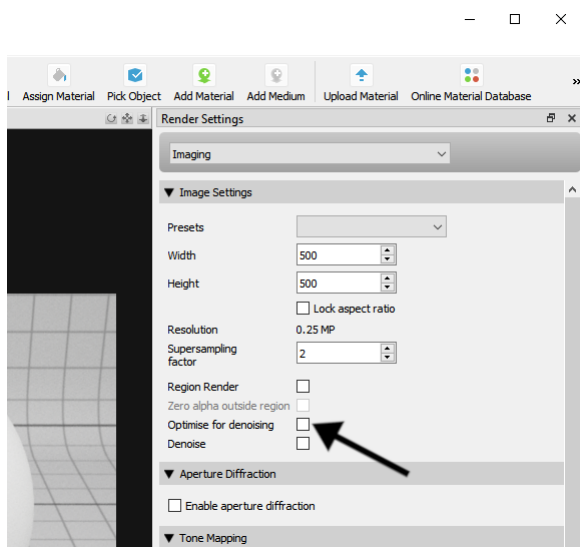 Assign Material Pick Object Add Material Add Medium Upload Material Online Material Database »
Render Settings
Imaging
Image Settings
Presets
Width 500
Height 500
Lock aspect ratio
Resolution 0.25 MP
Supersampling
factor 2
Region Render
Zero alpha outside region
Optimise for denoising
Denoise
Aperture Diffraction
Enable aperture diffraction
Tone Mapping